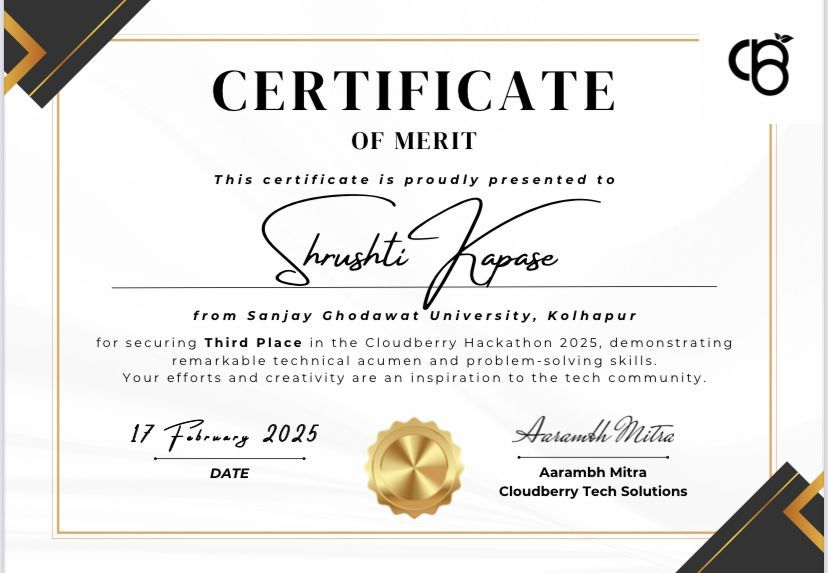 CERTIFICATE
OF MERIT
This certificate is proudly presented to
Shrushti Kapase
from Sanjay Ghodawat University, Kolhapur
for securing Third Place in the Cloudberry Hackathon 2025, demonstrating
remarkable technical acumen and problem-solving skills.
Your efforts and creativity are an inspiration to the tech community.
17 February 2025
DATE
Aarambh Mitra
Aarambh Mitra
Cloudberry Tech Solutions